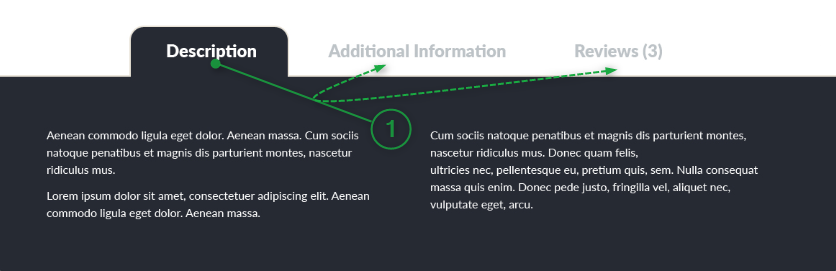 Description
Additional Information
Reviews (3)
1
Aenean commodo ligula eget dolor. Aenean massa. Cum sociis
natoque penatibus et magnis dis parturient montes, nascetur
ridiculus mus.
Lorem ipsum dolor sit amet, consectetuer adipiscing elit. Aenean
commodo ligula eget dolor. Aenean massa.
Cum sociis natoque penatibus et magnis dis parturient montes,
nascetur ridiculus mus. Donec quam felis,
ultricies nec, pellentesque eu, pretium quis, sem. Nulla consequat
massa quis enim. Donec pede justo, fringilla vel, aliquet nec,
vulputate eget, arcu.